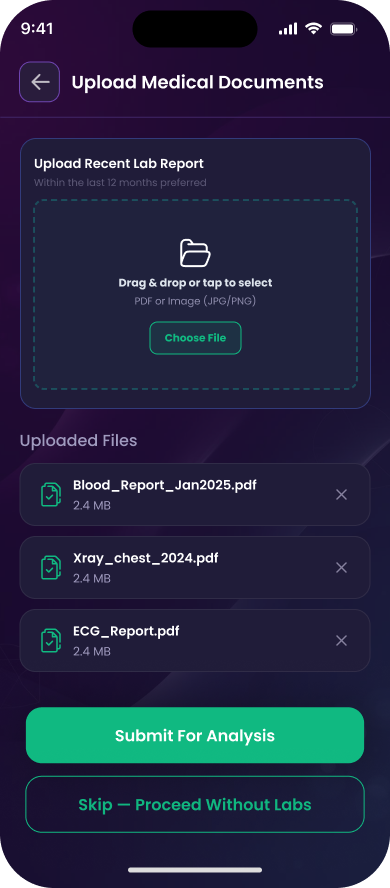 9:41
Upload Medical Documents
Upload Recent Lab Report
Within the last 12 months preferred
Drag & drop or tap to select
PDF or Image (JPG/PNG)
Choose File
Uploaded Files
Blood_Report_Jan2025.pdf
2.4 MB
Xray_chest_2024.pdf
2.4 MB
ECG_Report.pdf
2.4 MB
Submit For Analysis
Skip — Proceed Without Labs